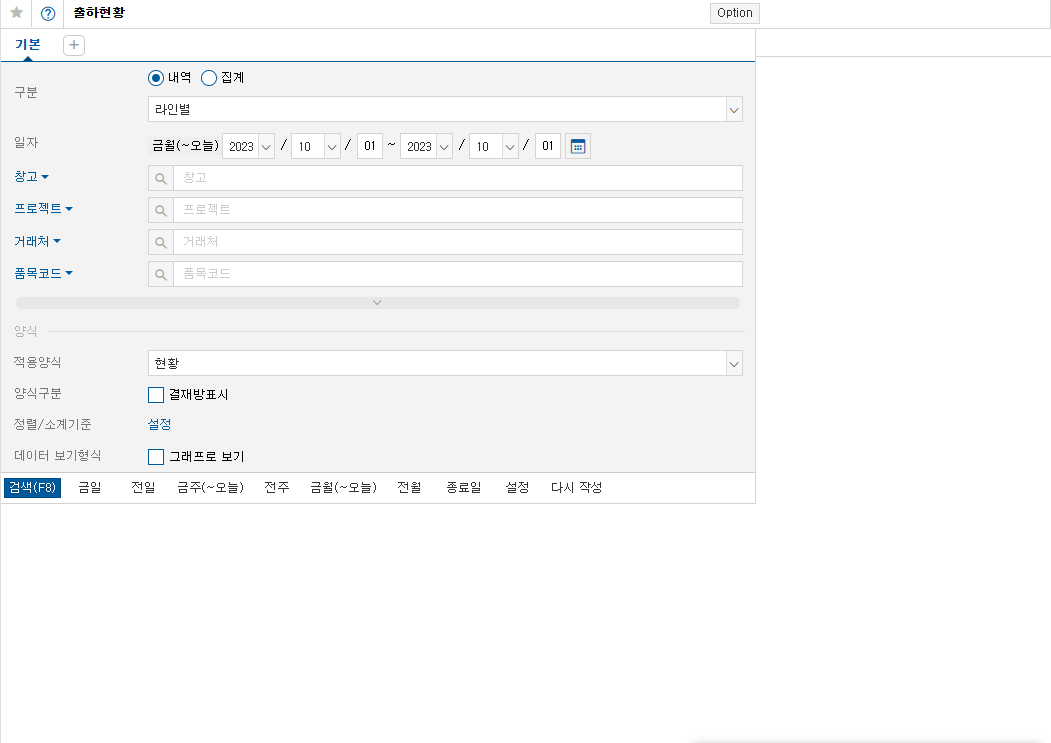 출하현황
Option
기본 +
구분
내역 집계
라인별
일자 금월(~오늘) 2023 / 10 / 01 ~ 2023 / 10 / 01
창고 창고
프로젝트 프로젝트
거래처 거래처
품목코드 품목코드
양식
적용양식 현황
양식구분 결재방표시
정렬/소계기준 설정
데이터 보기형식 그래프로 보기
검색(F8) 금일 전일 금주(~오늘) 전주 금월(~오늘) 전월 종료일 설정 다시 작성